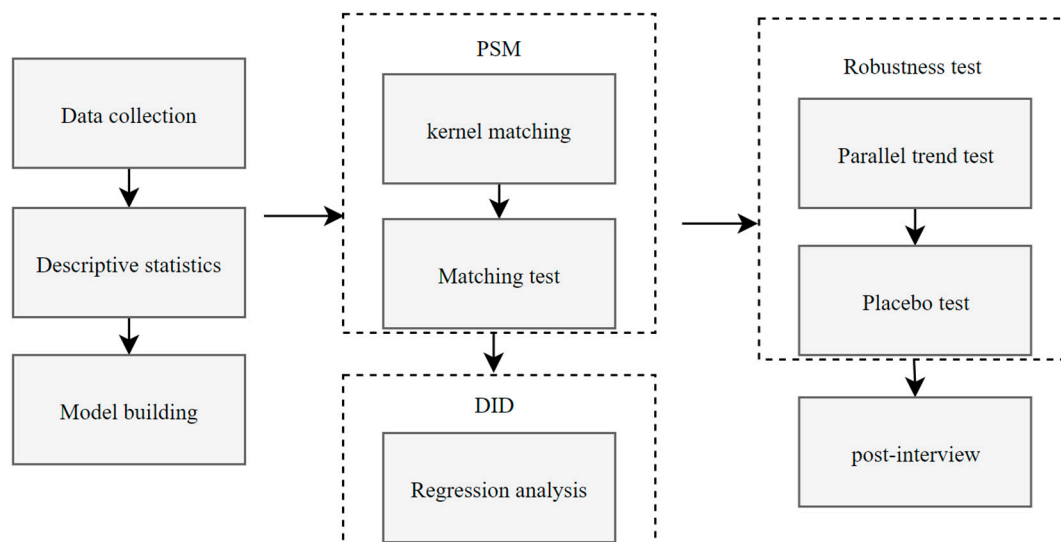 Data collection
Descriptive statistics
Model building
PSM
kernel matching
Matching test
DID
Regression analysis
Robustness test
Parallel trend test
Placebo test
post-interview